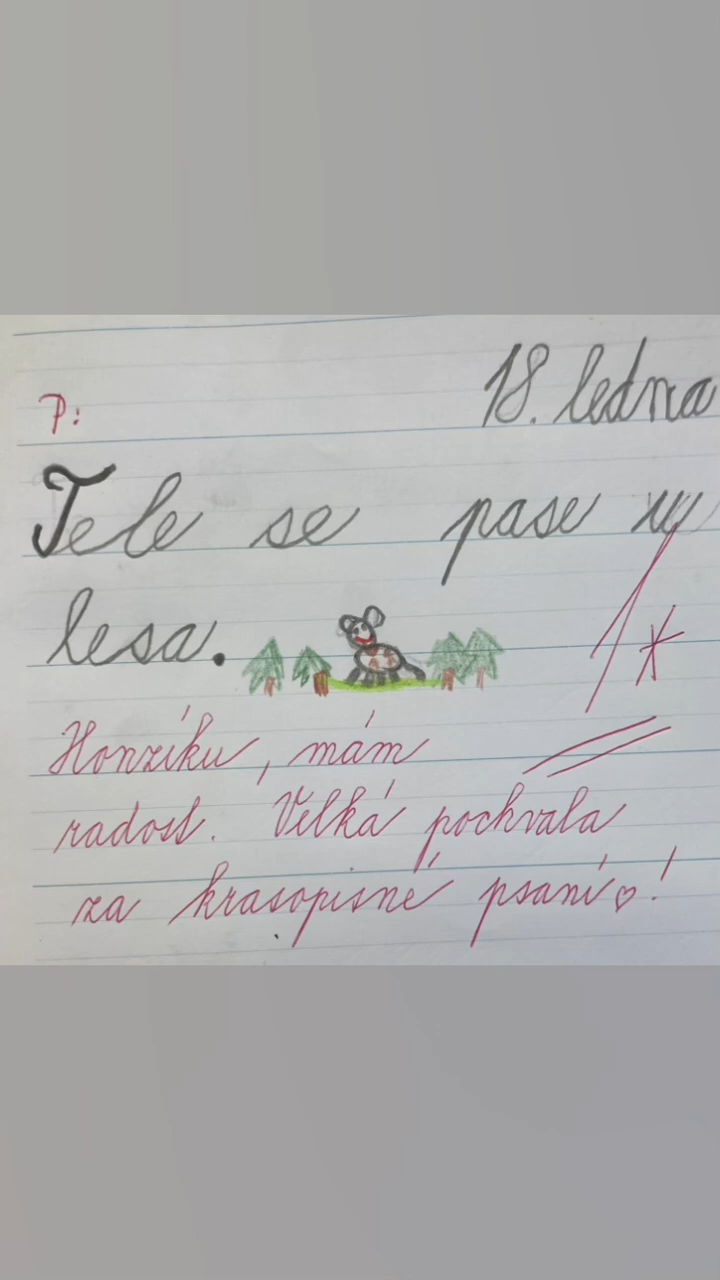 18. ledna
P:
Tele se pase u
lesa.
1*
Honzíku, mám
radost. Velká pochvala
za krasopisné psaní♡!